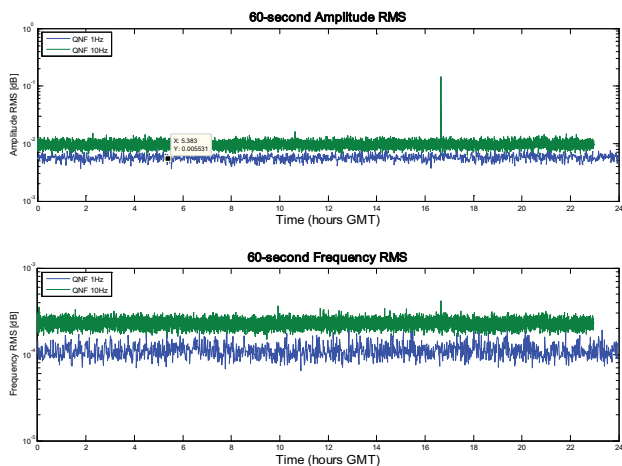 60-second Amplitude RMS
Amplitude RMS [dB]
10^0
10^-1
10^-2
10^-3
QNF 1Hz
QNF 10Hz
X: 5.383
Y: 0.005531
0 2 4 6 8 10 12 14 16 18 20 22 24
Time (hours GMT)
60-second Frequency RMS
Frequency RMS [dB]
10^-3
10^-4
10^-5
QNF 1Hz
QNF 10Hz
0 2 4 6 8 10 12 14 16 18 20 22 24
Time (hours GMT)